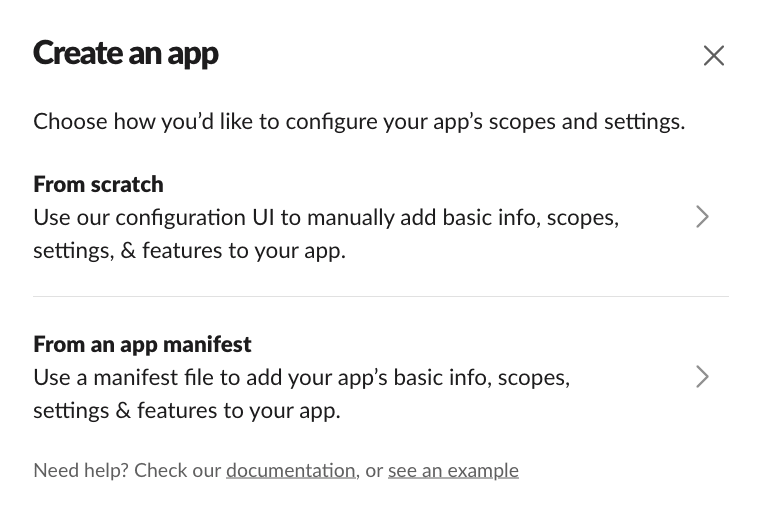 Create an app
Choose how you’d like to configure your app’s scopes and settings.
From scratch
Use our configuration UI to manually add basic info, scopes,
settings, & features to your app.
From an app manifest
Use a manifest file to add your app’s basic info, scopes,
settings & features to your app.
Need help? Check our documentation, or see an example